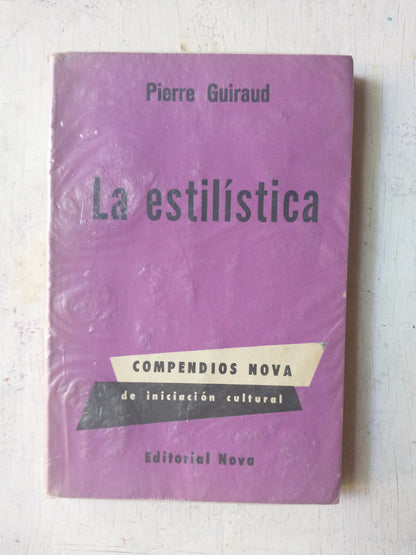 Pierre Guiraud
La estilística
COMPENDIOS NOVA
de iniciación cultural
Editorial Nova